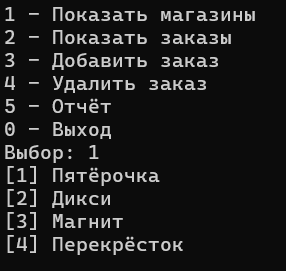 1 – Показать магазины
2 – Показать заказы
3 – Добавить заказ
4 – Удалить заказ
5 – Отчёт
0 – Выход
Выбор: 1
[1] Пятёрочка
[2] Дикси
[3] Магнит
[4] Перекрёсток